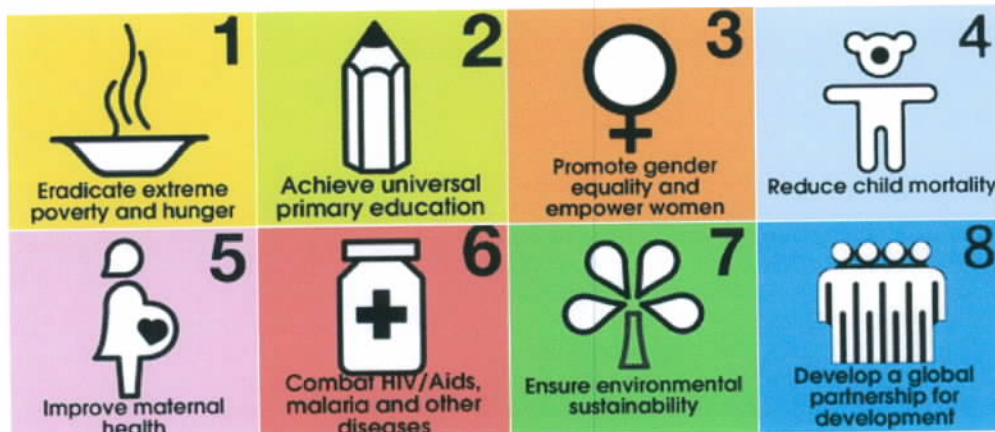 1
Eradicate extreme
poverty and hunger
2
Achieve universal
primary education
3
Promote gender
equality and
empower women
4
Reduce child mortality
5
Improve maternal
health
6
Combat HIV/Aids,
malaria and other
diseases
7
Ensure environmental
sustainability
8
Develop a global
partnership for
development